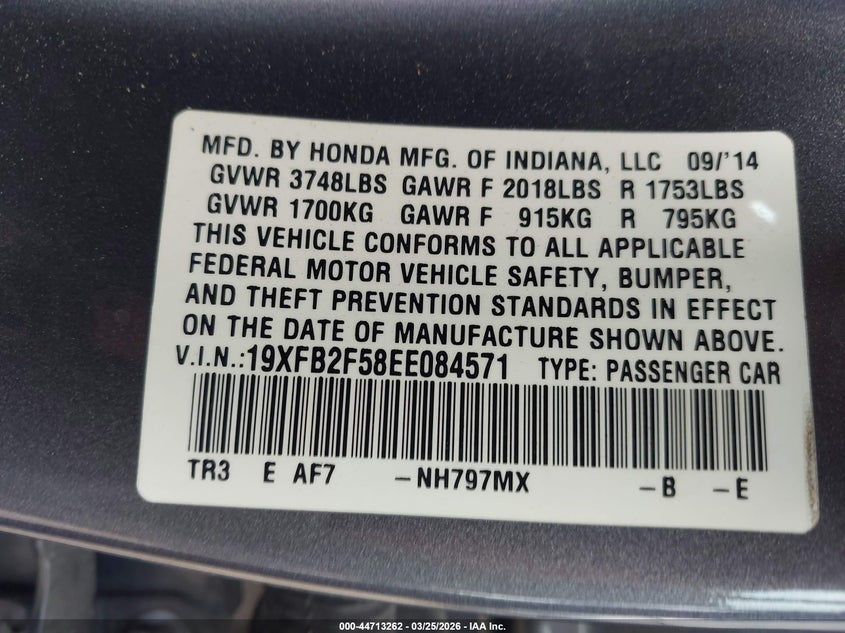 MFD. BY HONDA MFG. OF INDIANA, LLC 09/'14
GVWR 3748LBS GAWR F 2018LBS R 1753LBS
GVWR 1700KG GAWR F 915KG R 795KG
THIS VEHICLE CONFORMS TO ALL APPLICABLE
FEDERAL MOTOR VEHICLE SAFETY, BUMPER,
AND THEFT PREVENTION STANDARDS IN EFFECT
ON THE DATE OF MANUFACTURE SHOWN ABOVE.
V.I.N.:19XFB2F58EE084571 TYPE: PASSENGER CAR
TR3 E AF7 -NH797MX -B -E
000-44713262 - 03/25/2026 - IAA Inc.